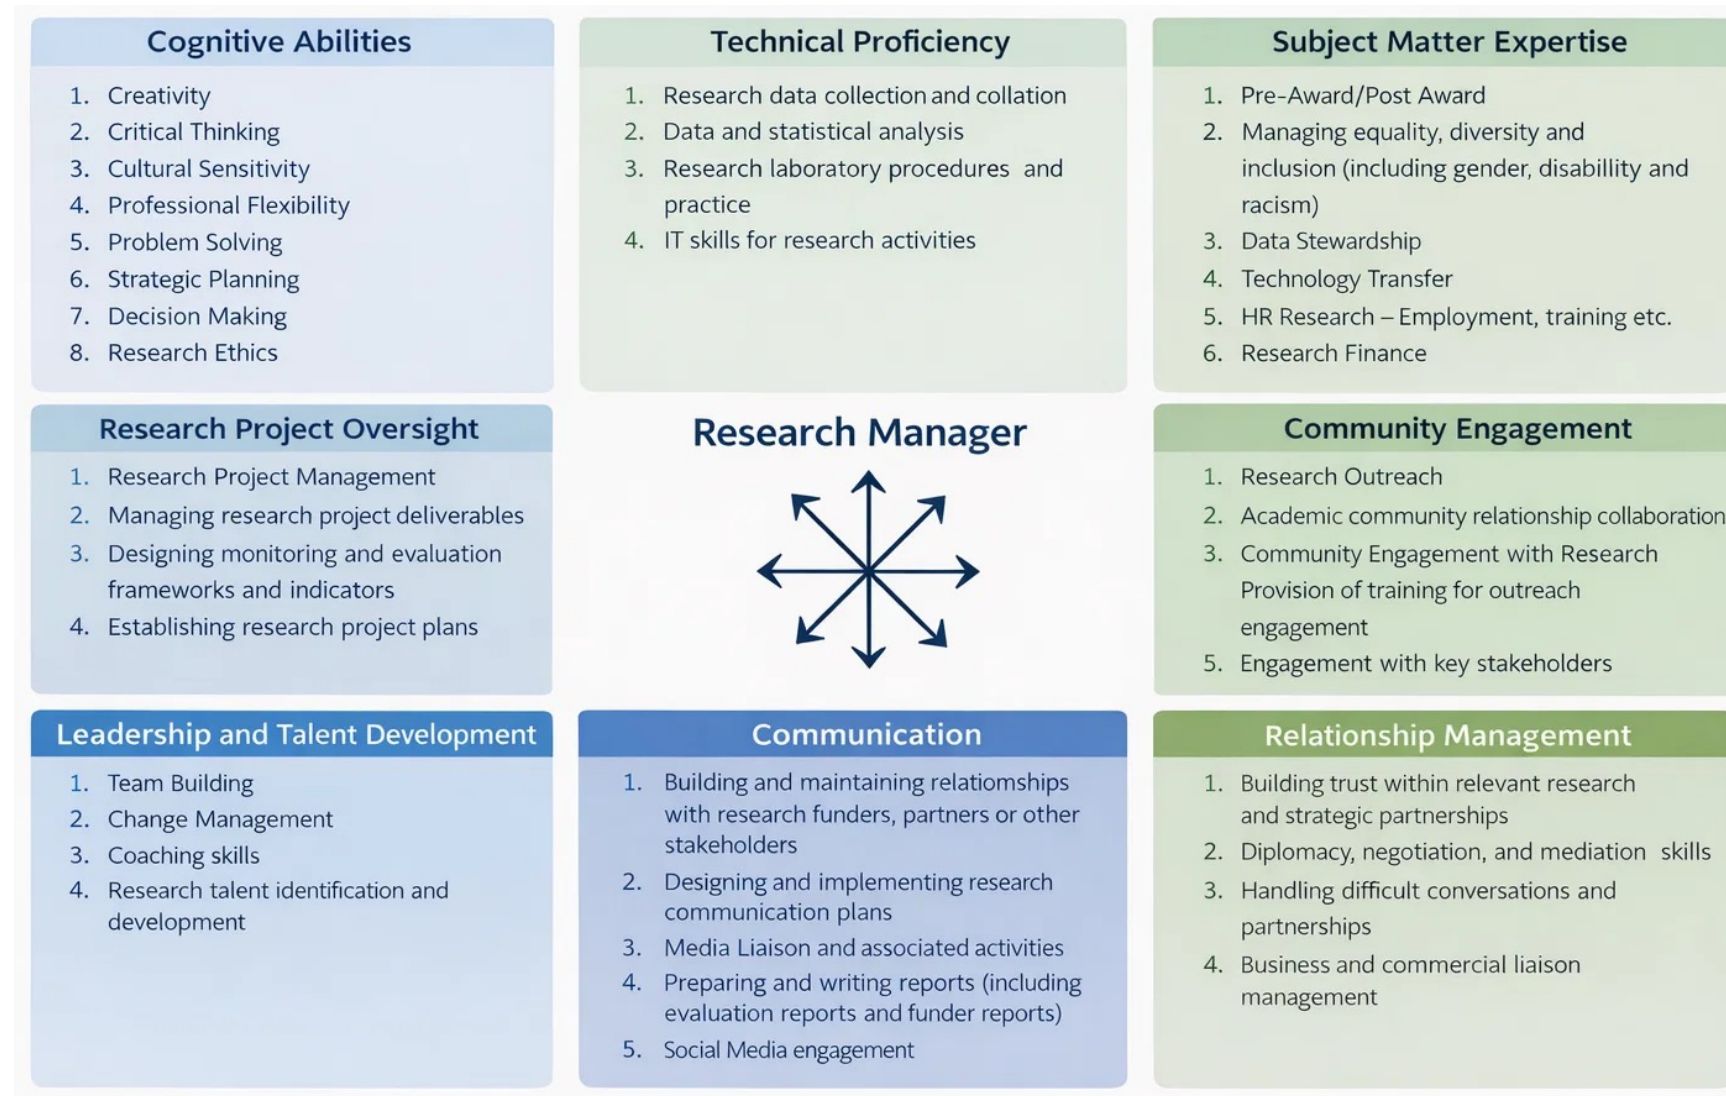 Cognitive Abilities
1. Creativity
2. Critical Thinking
3. Cultural Sensitivity
4. Professional Flexibility
5. Problem Solving
6. Strategic Planning
7. Decision Making
8. Research Ethics
Technical Proficiency
1. Research data collection and collation
2. Data and statistical analysis
3. Research laboratory procedures and
practice
4. IT skills for research activities
Subject Matter Expertise
1. Pre-Award/Post Award
2. Managing equality, diversity and
inclusion (including gender, disabillity and
racism)
3. Data Stewardship
4. Technology Transfer
5. HR Research – Employment, training etc.
6. Research Finance
Research Project Oversight
1. Research Project Management
2. Managing research project deliverables
3. Designing monitoring and evaluation
frameworks and indicators
4. Establishing research project plans
Research Manager
Community Engagement
1. Research Outreach
2. Academic community relationship collaboration
3. Community Engagement with Research
Provision of training for outreach
engagement
5. Engagement with key stakeholders
Leadership and Talent Development
1. Team Building
2. Change Management
3. Coaching skills
4. Research talent identification and
development
Communication
1. Building and maintaining relatiomships
with research funders, partners or other
stakeholders
2. Designing and implementing research
communication plans
3. Media Liaison and associated activities
4. Preparing and writing reports (including
evaluation reports and funder reports)
5. Social Media engagement
Relationship Management
1. Building trust within relevant research
and strategic partnerships
2. Diplomacy, negotiation, and mediation skills
3. Handling difficult conversations and
partnerships
4. Business and commercial liaison
management